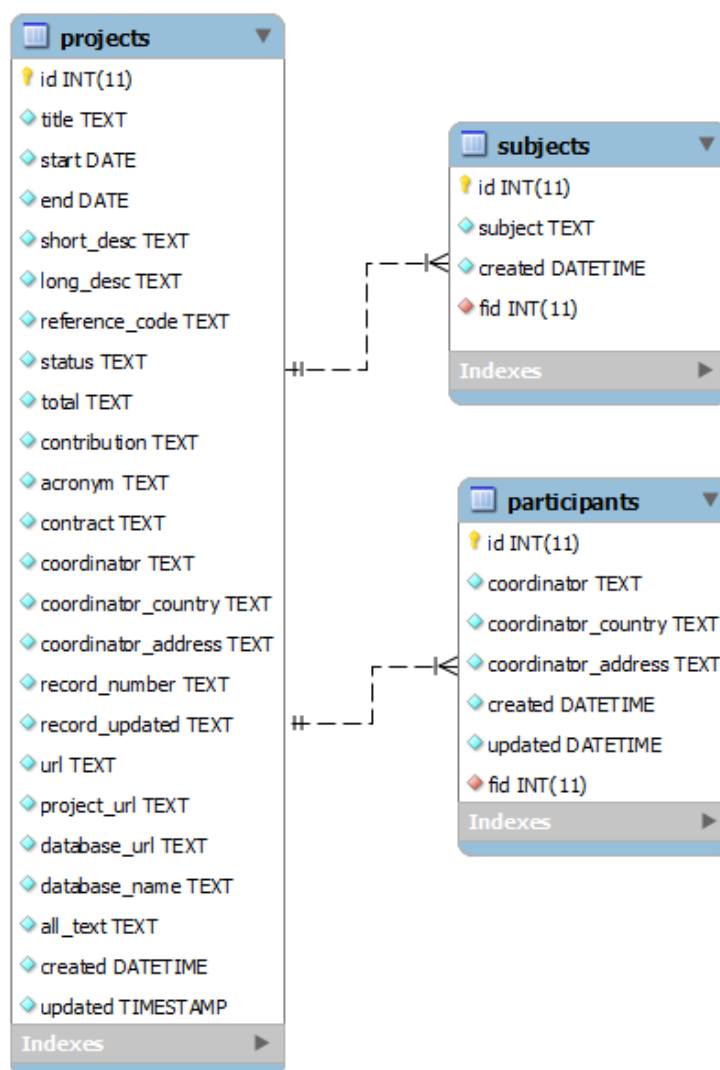 projects
id INT(11)
title TEXT
start DATE
end DATE
short_desc TEXT
long_desc TEXT
reference_code TEXT
status TEXT
total TEXT
contribution TEXT
acronym TEXT
contract TEXT
coordinator TEXT
coordinator_country TEXT
coordinator_address TEXT
record_number TEXT
record_updated TEXT
url TEXT
project_url TEXT
database_url TEXT
database_name TEXT
all_text TEXT
created DATETIME
updated TIMESTAMP
Indexes
subjects
id INT(11)
subject TEXT
created DATETIME
fid INT(11)
Indexes
participants
id INT(11)
coordinator TEXT
coordinator_country TEXT
coordinator_address TEXT
created DATETIME
updated DATETIME
fid INT(11)
Indexes